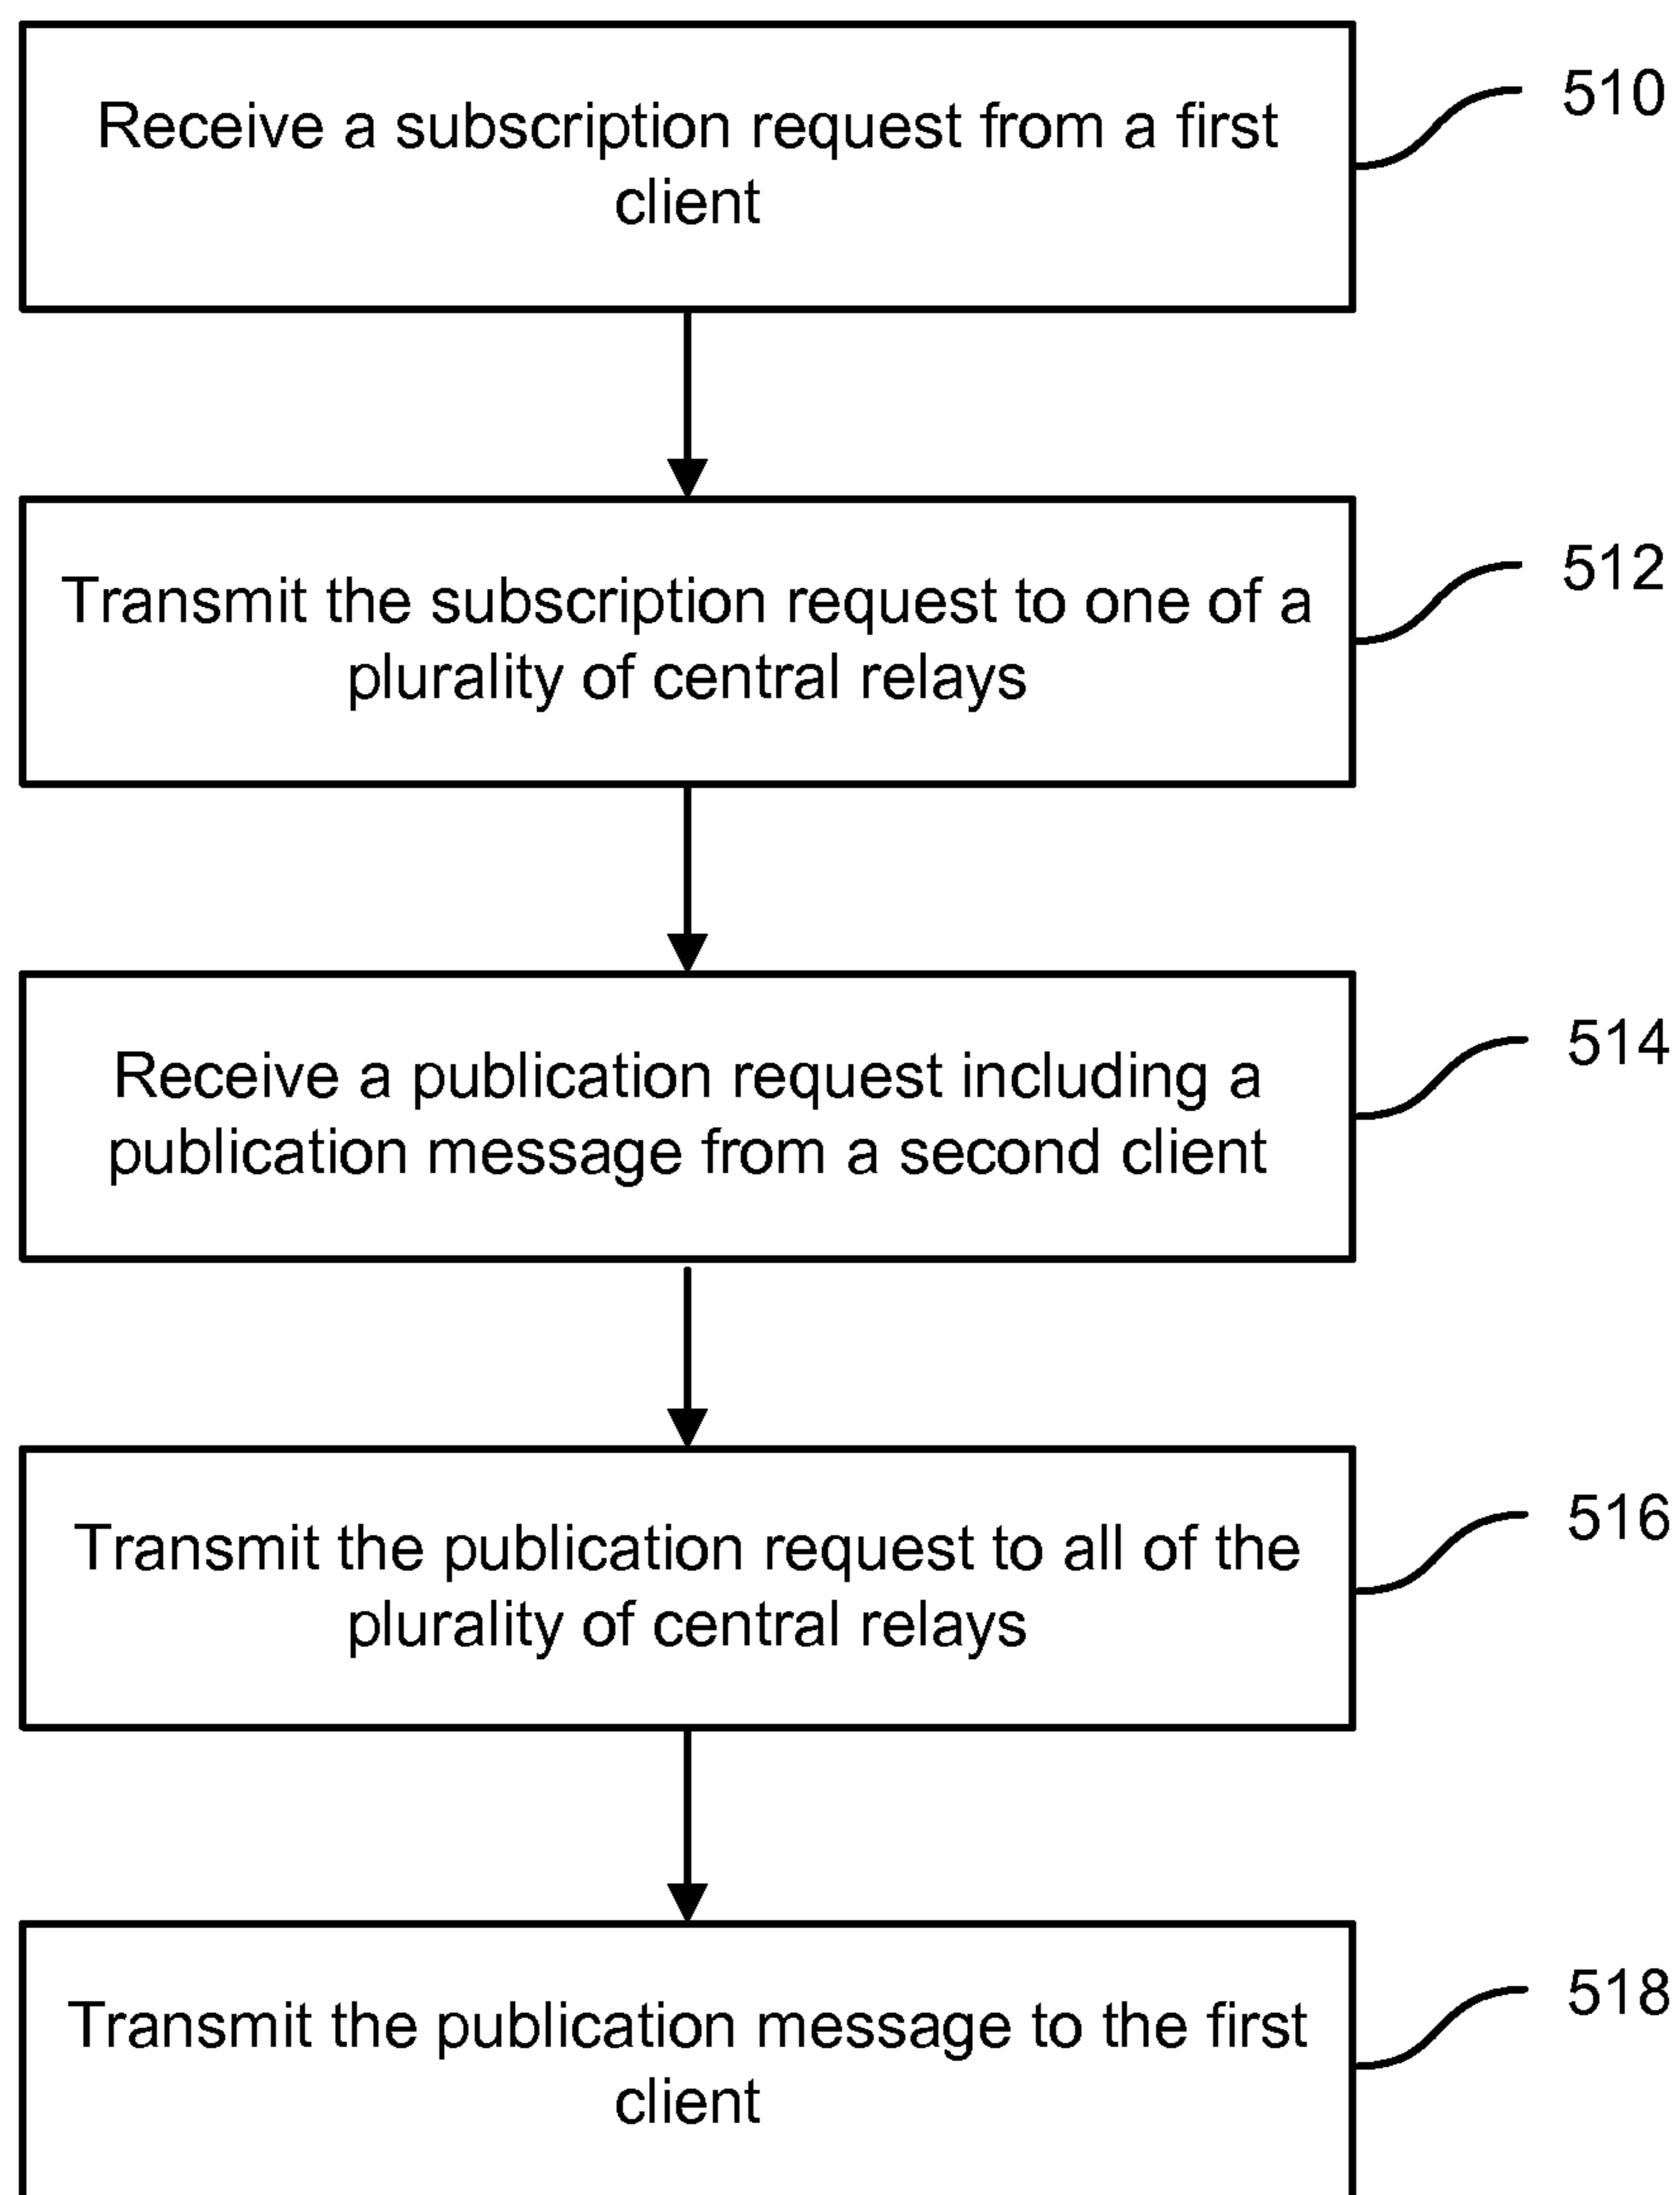 Receive a subscription request from a first
client
510
Transmit the subscription request to one of a
plurality of central relays
512
Receive a publication request including a
publication message from a second client
514
Transmit the publication request to all of the
plurality of central relays
516
Transmit the publication message to the first
client
518